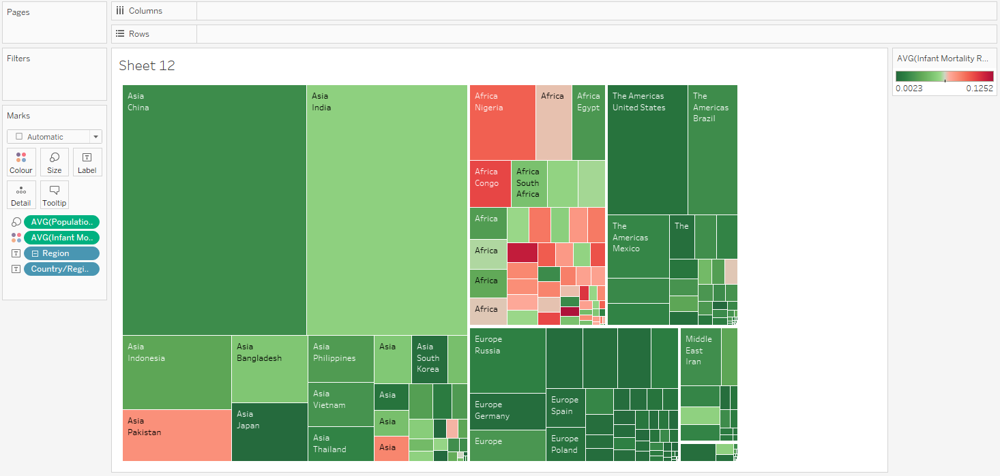 Pages
Columns
Rows
Filters
Marks
Automatic
Colour
Size
Label
Detail
Tooltip
AVG(Populatio..
AVG(Infant Mo..
Region
Country/Regi..
Sheet 12
Asia
China
Asia
India
Asia
Indonesia
Asia
Pakistan
Asia
Bangladesh
Asia
Japan
Asia
Philippines
Asia
Vietnam
Asia
Thailand
Asia
Asia
South
Korea
Asia
Asia
Asia
Africa
Nigeria
Africa
Africa
Egypt
Africa
Congo
Africa
South
Africa
Africa
Africa
Africa
Africa
The Americas
United States
The
Americas
Brazil
The
Americas
Mexico
The
Europe
Russia
Europe
Germany
Europe
Europe
Spain
Europe
Poland
Middle
East
Iran
AVG(Infant Mortality R...
0.0023
0.1252